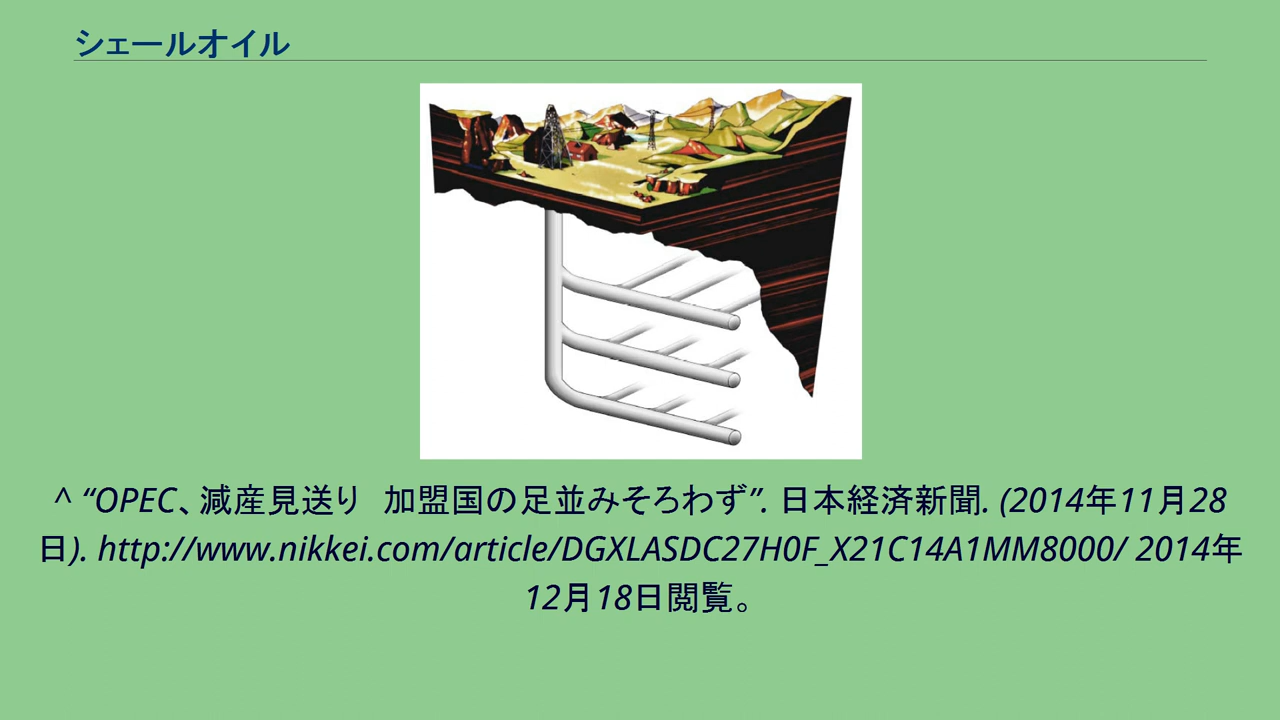 シェールオイル
^ “OPEC、減産見送り　加盟国の足並みそろわず”. 日本経済新聞. (2014年11月28
日). http://www.nikkei.com/article/DGXLASDC27H0F_X21C14A1MM8000/ 2014年
12月18日閲覧。